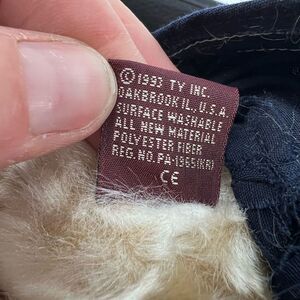 ©1993 TY INC.
OAKBROOK IL., U.S.A.
SURFACE WASHABLE
ALL NEW MATERIAL
POLYESTER FIBER
REG. NO. PA-1965(KR)
CE